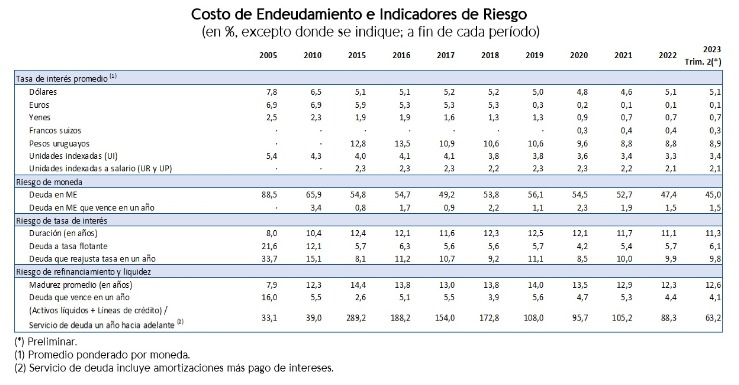 Costo de Endeudamiento e Indicadores de Riesgo
(en %, excepto donde se indique; a fin de cada período)
2005 2010 2015 2016 2017 2018 2019 2020 2021 2022 2023
Trim. 2(*)
Tasa de interés promedio (1)
Dólares 7,8 6,5 5,1 5,1 5,2 5,2 5,0 4,8 4,6 5,1 5,1
Euros 6,9 6,9 5,9 5,3 5,3 5,3 0,3 0,2 0,1 0,1 0,1
Yenes 2,5 2,3 1,9 1,9 1,6 1,3 1,3 0,9 0,7 0,7 0,7
Francos suizos - - - - - - - 0,3 0,4 0,4 0,3
Pesos uruguayos - - 12,8 13,5 10,9 10,6 10,6 9,6 8,8 8,8 8,9
Unidades indexadas (UI) 5,4 4,3 4,0 4,1 4,1 3,8 3,8 3,6 3,4 3,3 3,4
Unidades indexadas a salario (UR y UP) - - 2,3 2,3 2,3 2,2 2,3 2,2 2,2 2,1 2,1
Riesgo de moneda
Deuda en ME 88,5 65,9 54,8 54,7 49,2 53,8 56,1 54,5 52,7 47,4 45,0
Deuda en ME que vence en un año - 3,4 0,8 1,7 0,9 2,2 1,1 2,3 1,9 1,5 1,5
Riesgo de tasa de interés
Duración (en años) 8,0 10,4 12,4 12,1 11,6 12,3 12,5 12,1 11,7 11,1 11,3
Deuda a tasa flotante 21,6 12,1 5,7 6,3 5,6 5,6 5,7 4,2 5,4 5,7 6,1
Deuda que reajusta tasa en un año 33,7 15,1 8,1 11,2 10,7 9,2 11,1 8,5 10,0 9,9 9,8
Riesgo de refinanciamiento y liquidez
Madurez promedio (en años) 7,9 12,3 14,4 13,8 13,0 13,8 14,0 13,5 12,9 12,3 12,6
Deuda que vence en un año 16,0 5,5 2,6 5,1 5,5 3,9 5,6 4,7 5,3 4,4 4,1
(Activos líquidos + Líneas de crédito) /
Servicio de deuda un año hacia adelante (2) 33,1 39,0 289,2 188,2 154,0 172,8 108,0 95,7 105,2 88,3 63,2
(*) Preliminar.
(1) Promedio ponderado por moneda.
(2) Servicio de deuda incluye amortizaciones más pago de intereses.